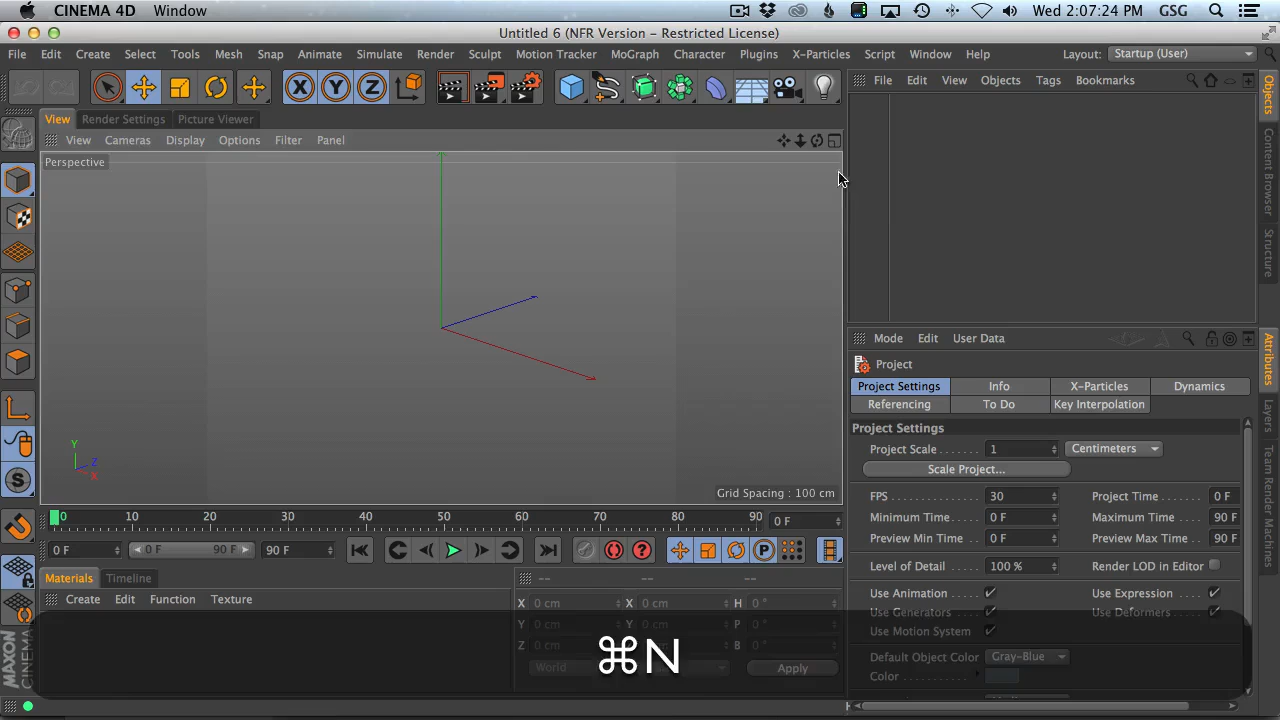 CINEMA 4D Window
Wed 2:07:24 PM GSG
Untitled 6 (NFR Version – Restricted License)
File Edit Create Select Tools Mesh Snap Animate Simulate Render Sculpt Motion Tracker MoGraph Character Plugins X-Particles Script Window Help Layout: Startup (User)
File Edit View Objects Tags Bookmarks
View Render Settings Picture Viewer
View Cameras Display Options Filter Panel
Perspective
Y
Z
X
Grid Spacing : 100 cm
Objects
Content Browser
Structure
Mode Edit User Data
Project
Project Settings Info X-Particles Dynamics
Referencing To Do Key Interpolation
Project Settings
Project Scale 1 Centimeters
Scale Project...
FPS 30 Project Time 0 F
Minimum Time 0 F Maximum Time 90 F
Preview Min Time 0 F Preview Max Time 90 F
Level of Detail 100 % Render LOD in Editor
Use Animation Use Expression
Use Generators Use Deformers
Use Motion System
Default Object Color Gray-Blue
Color
Attributes
Layers
Team Render Machines
0 10 20 30 40 50 60 70 80 90 0 F
0 F 0 F 90 F 90 F
Materials Timeline
Create Edit Function Texture
-- -- --
X 0 cm X 0 cm H 0 °
Y 0 cm Y 0 cm P 0 °
Z 0 cm Z 0 cm B 0 °
World Apply
⌘N
MAXON
CINEMA 4D